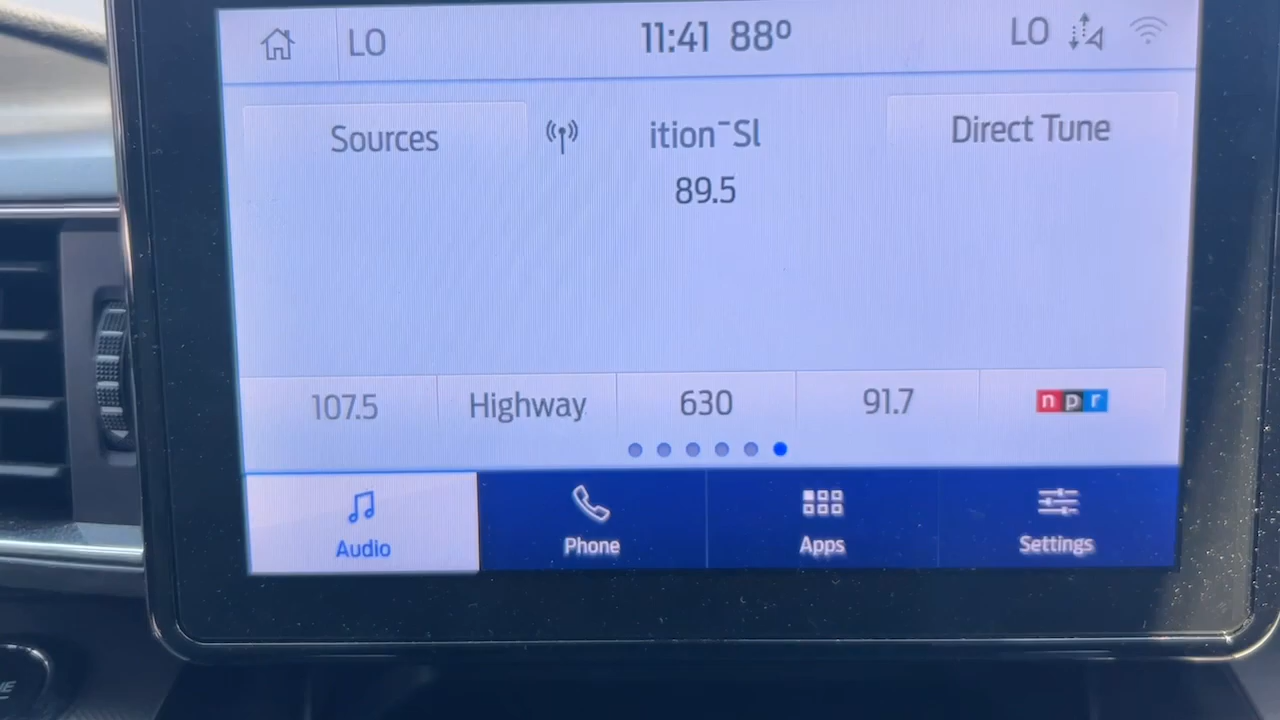 LO 11:41 88° LO
Sources ition~Sl Direct Tune
89.5
107.5 Highway 630 91.7 npr
Audio Phone Apps Settings